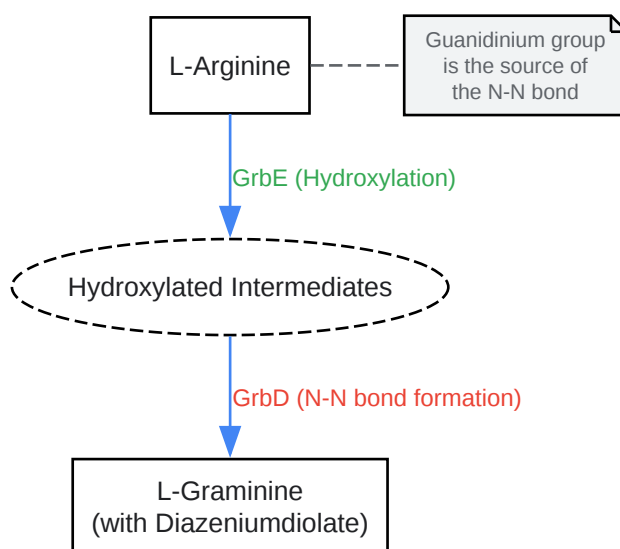 L-Arginine
Guanidinium group
is the source of
the N-N bond
GrbE (Hydroxylation)
Hydroxylated Intermediates
GrbD (N-N bond formation)
L-Graminine
(with Diazeniumdiolate)